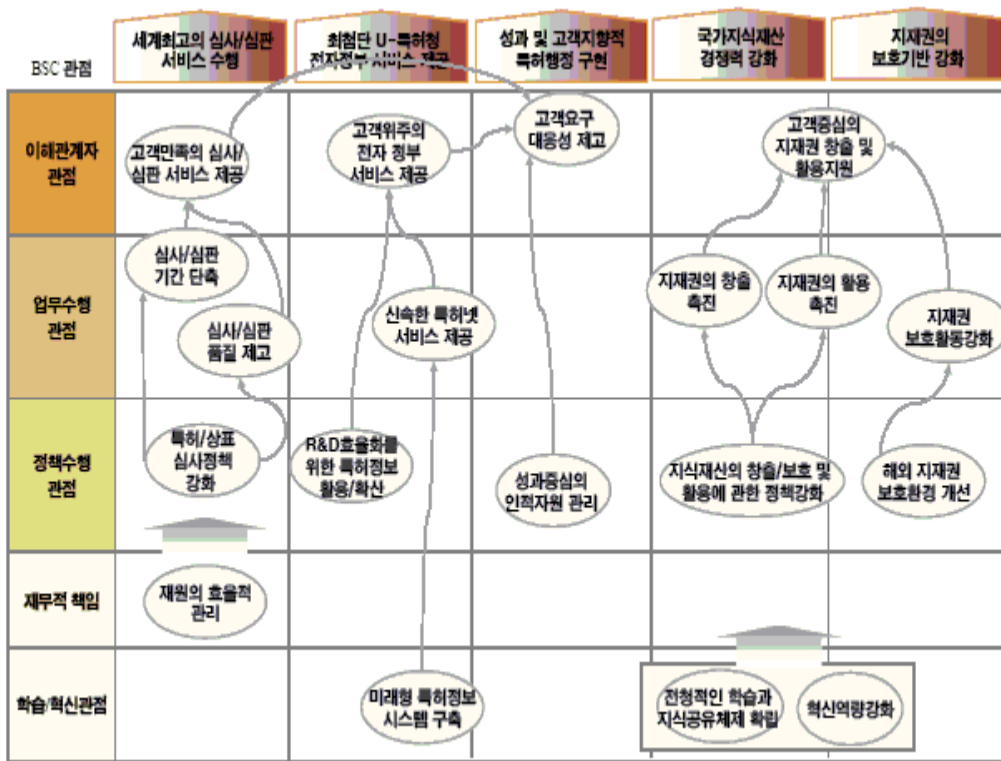 세계최고의 심사/심판
서비스 수행
최첨단 U-특허청
전자정부 서비스 제공
성과 및 고객지향적
특허행정 구현
국가지식재산
경쟁력 강화
지재권의
보호기반 강화
BSC 관점
이해관계자
관점
고객만족의 심사/
심판 서비스 제공
고객위주의
전자 정부
서비스 제공
고객요구
대응성 제고
고객중심의
지재권 창출 및
활용지원
업무수행
관점
심사/심판
기간 단축
심사/심판
품질 제고
신속한 특허넷
서비스 제공
지재권의 창출
촉진
지재권의 활용
촉진
지재권
보호활동강화
정책수행
관점
특허/상표
심사정책
강화
R&D효율화를
위한 특허정보
활용/확산
성과중심의
인적자원 관리
지식재산의 창출/보호 및
활용에 관한 정책강화
해외 지재권
보호환경 개선
재무적 책임
재원의 효율적
관리
학습/혁신관점
미래형 특허정보
시스템 구축
전청적인 학습과
지식공유체제 확립
혁신역량강화